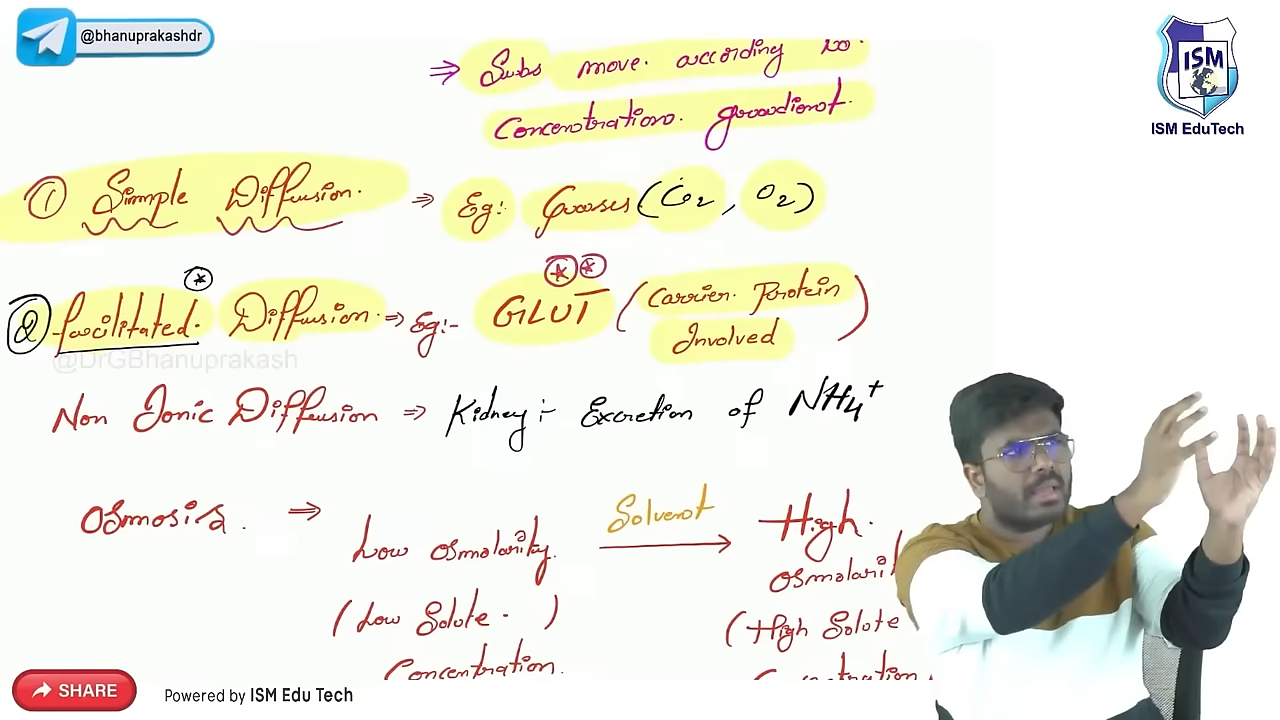 @bhanuprakashdr
ISM
ISM EduTech
⇒ Subs move. according to.
Concentrations. gradient.
① Simple Diffusion. ⇒ Eg: Gases (CO2, O2)
② facilitated. Diffusion. ⇒ Eg:- GLUT (Carrier. Protein Involved)
@DrGBhanuprakash
Non Ionic Diffusion ⇒ Kidney:- Excretion of NH4+
Osmosis. ⇒ Low Osmolarity. Solvent → High.
Osmolari
(Low Solute. ) (High Solute
Concentration.
SHARE
Powered by ISM Edu Tech